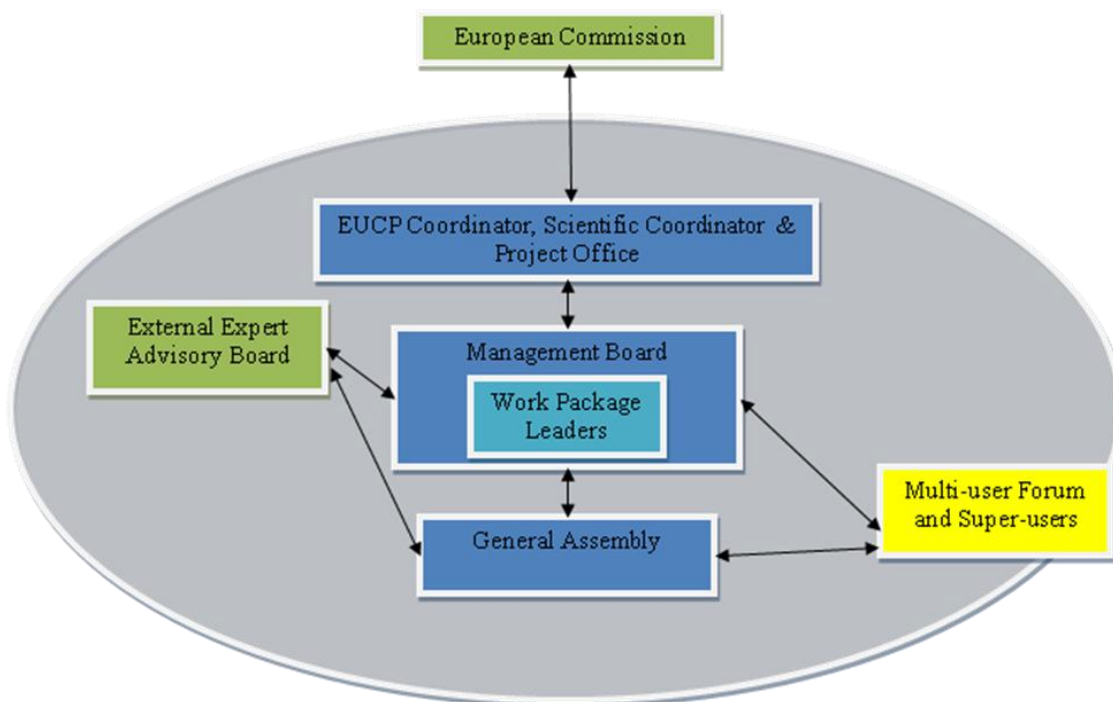 European Commission
EUCP Coordinator, Scientific Coordinator &
Project Office
External Expert
Advisory Board
Management Board
Work Package
Leaders
Multi-user Forum
and Super-users
General Assembly